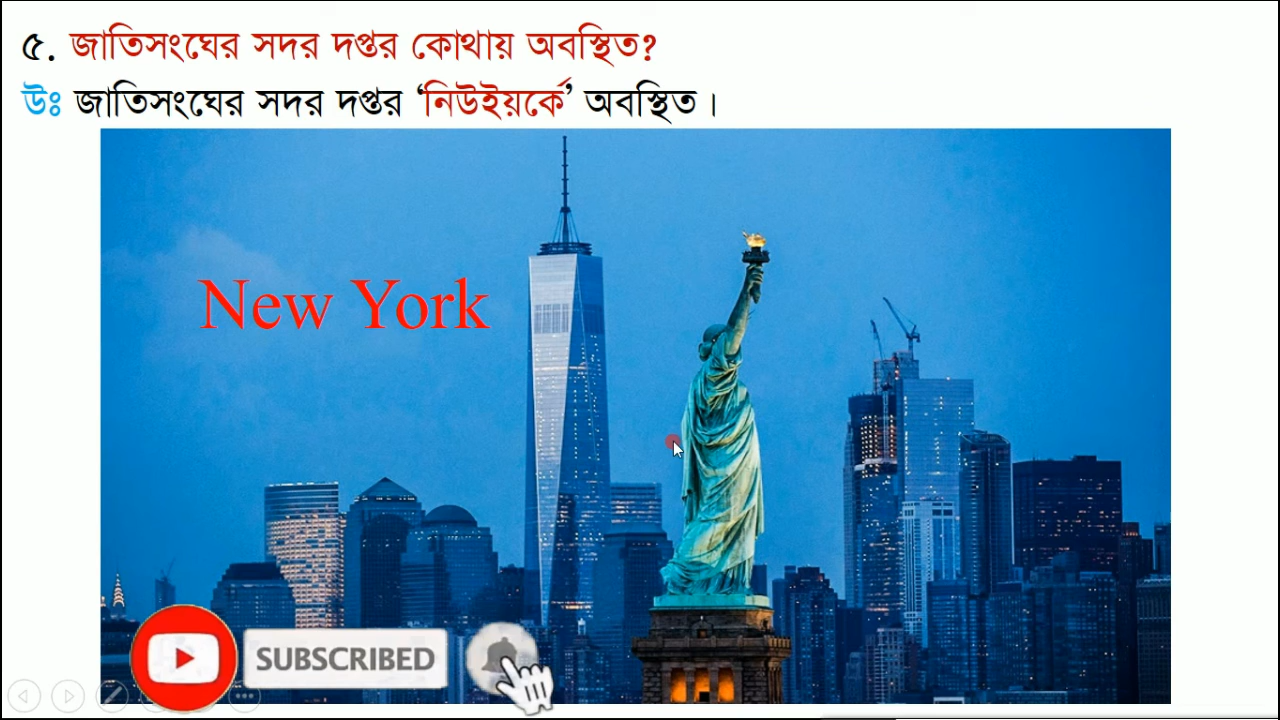 ৫. জাতিসংঘের সদর দপ্তর কোথায় অবস্থিত?
উঃ জাতিসংঘের সদর দপ্তর ‘নিউইয়র্কে’ অবস্থিত।
New York
SUBSCRIBED